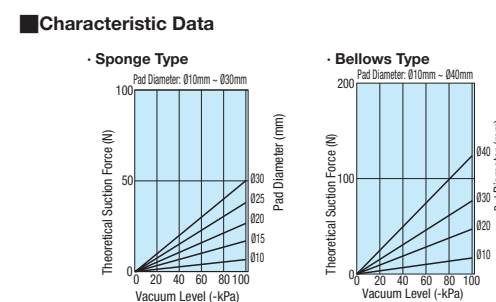 ■Characteristic Data
· Sponge Type
Pad Diameter: Ø10mm ~ Ø30mm
100
50
0
Theoretical Suction Force (N)
Ø30
Ø25
Ø20
Ø15
Ø10
Pad Diameter (mm)
0 20 40 60 80 100
Vacuum Level (-kPa)
· Bellows Type
Pad Diameter: Ø10mm ~ Ø40mm
200
100
0
Theoretical Suction Force (N)
Ø40
Ø30
Ø20
Ø10
0 20 40 60 80 100
Vacuum Level (-kPa)